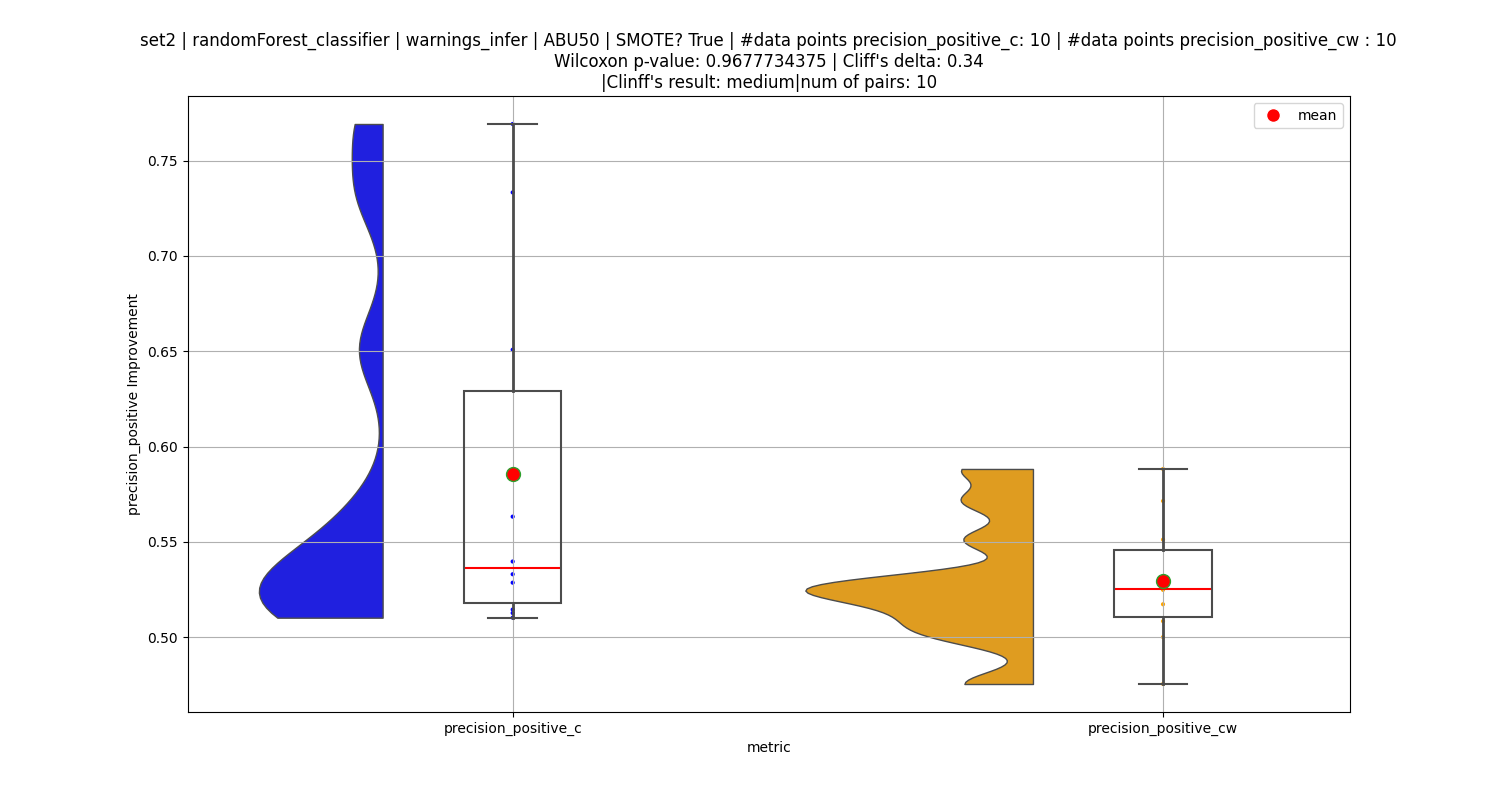 set2 | randomForest_classifier | warnings_infer | ABU50 | SMOTE? True | #data points precision_positive_c: 10 | #data points precision_positive_cw : 10
Wilcoxon p-value: 0.9677734375 | Cliff's delta: 0.34
|Clinff's result: medium|num of pairs: 10
mean
precision_positive Improvement
0.75
0.70
0.65
0.60
0.55
0.50
precision_positive_c
precision_positive_cw
metric